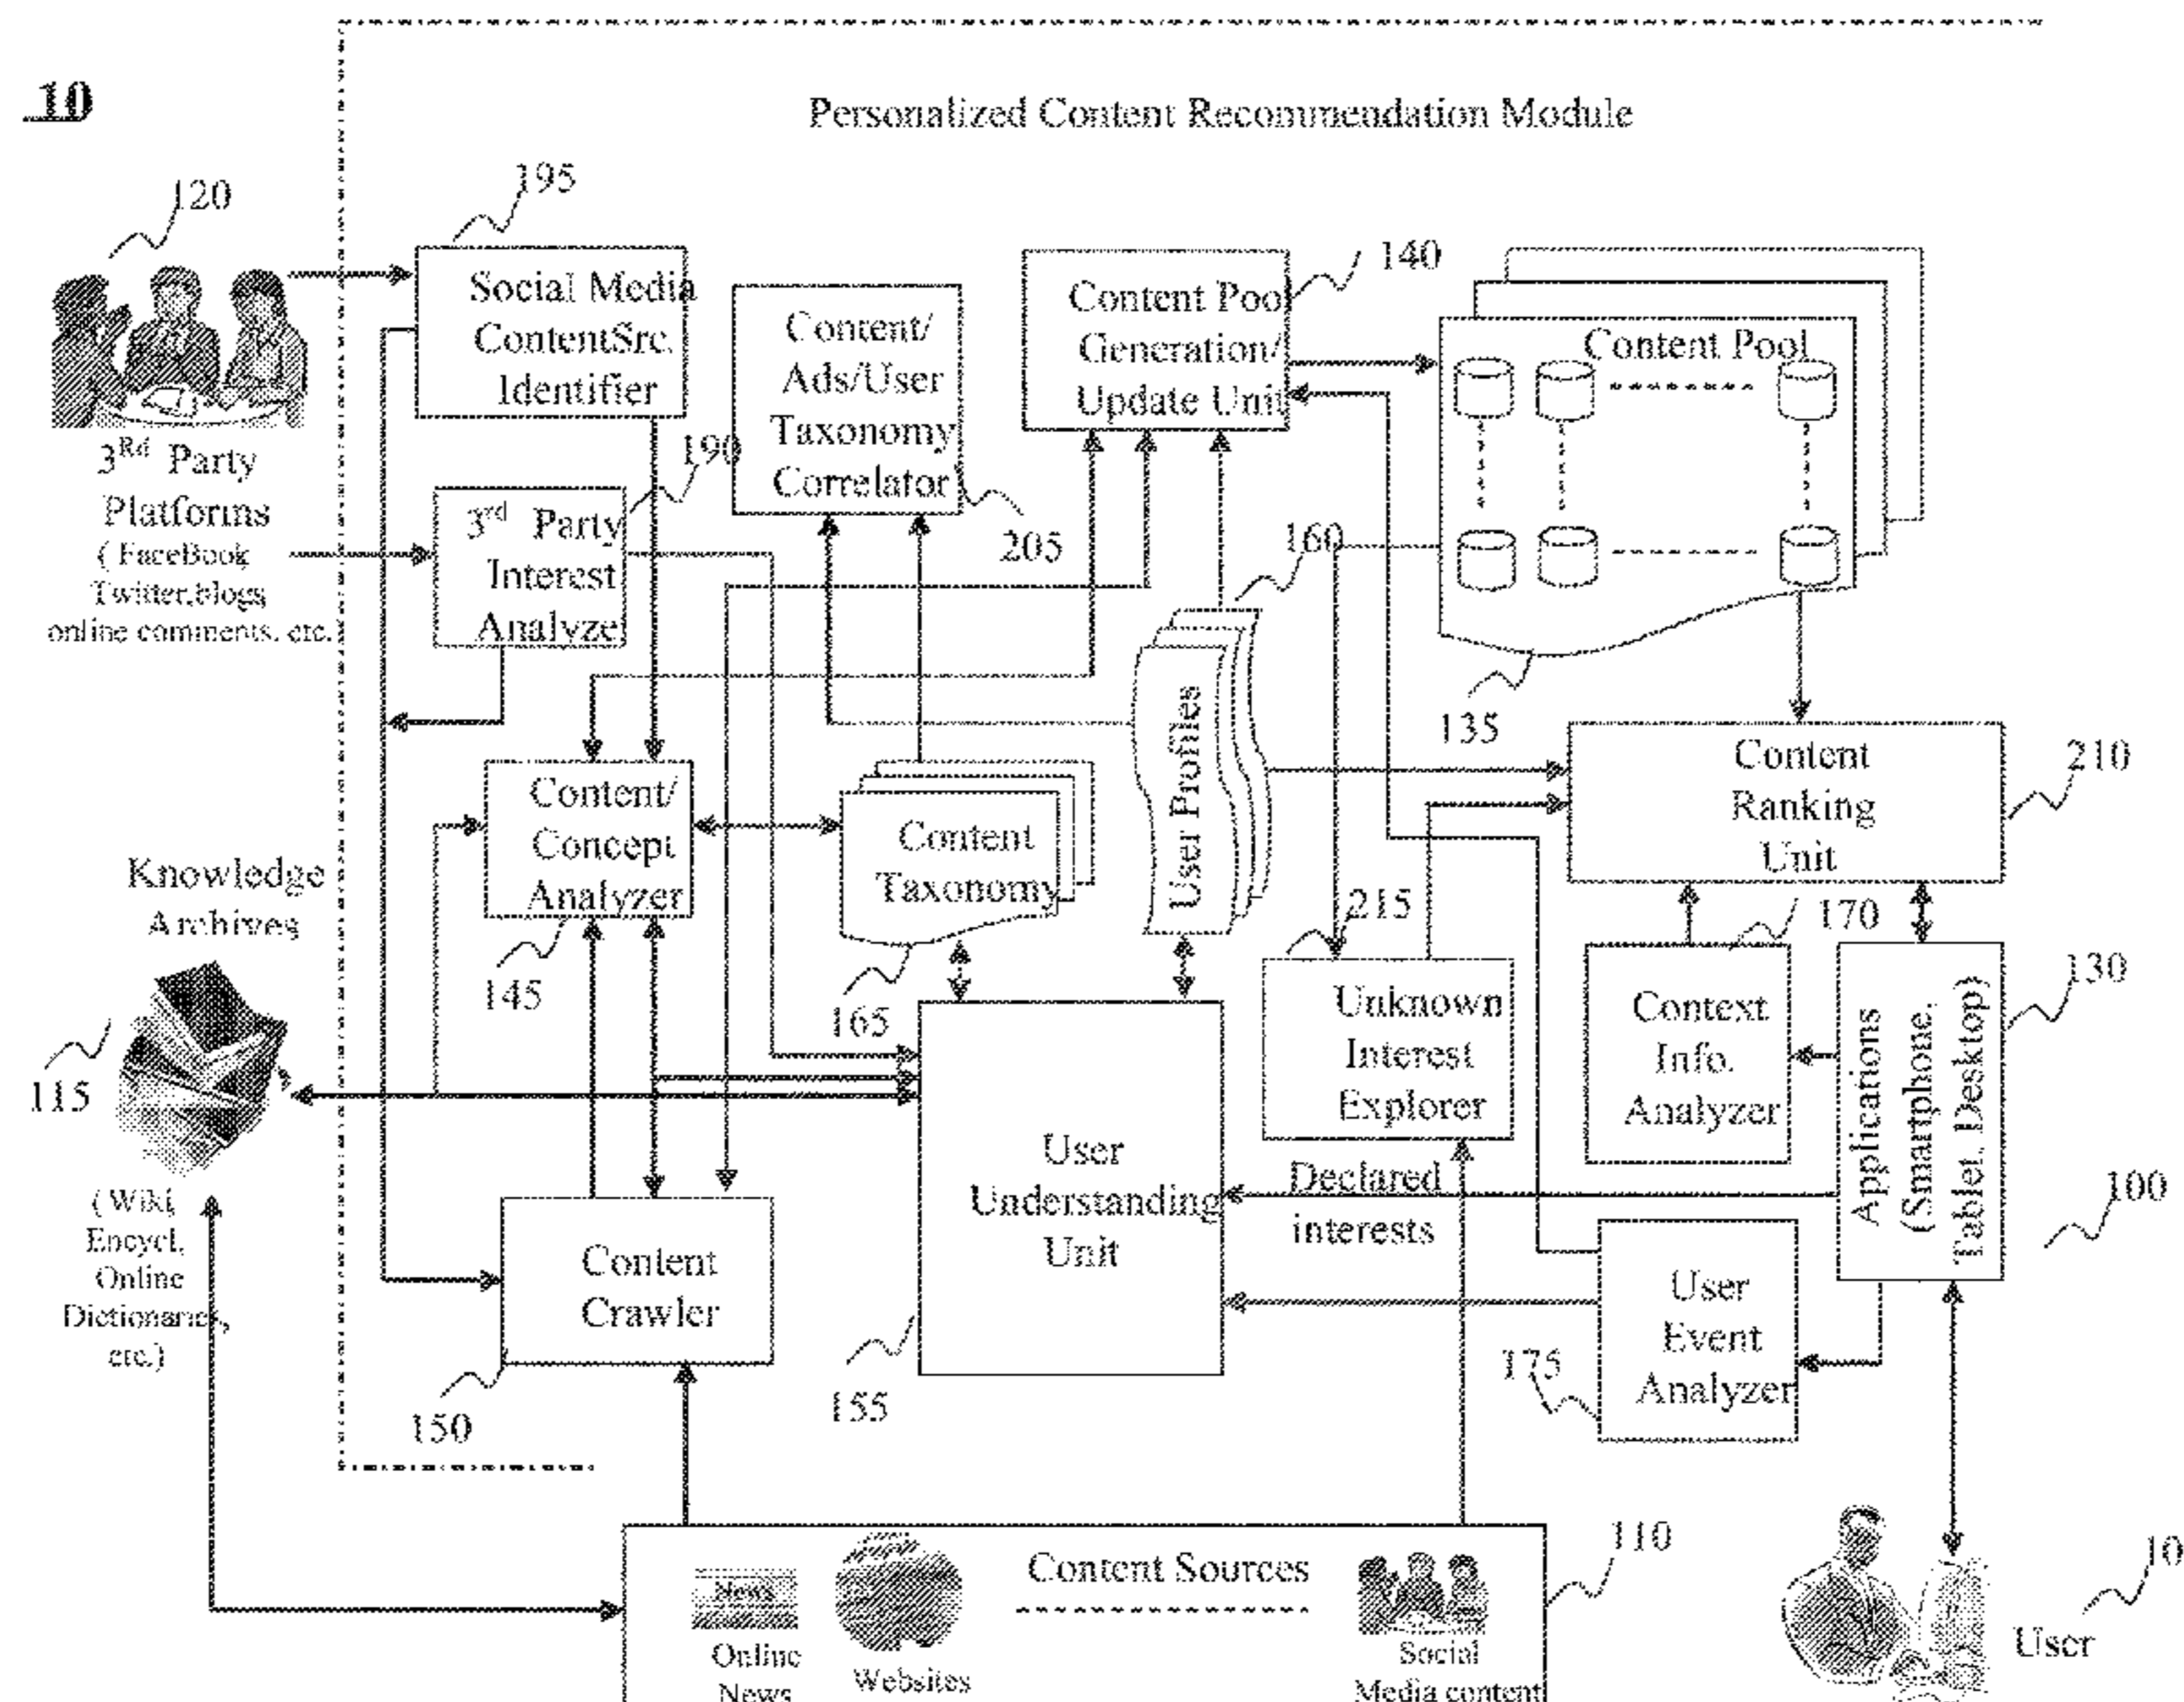 10
Personalized Content Recommendation Module
120
195
Social Media
ContentSrc.
Identifier
140
Content Pool
Generation/
Update Unit
Content Pool
Content/
Ads/User
Taxonomy
Correlator
205
3Rd Party
Platforms
( FaceBook
Twitter,blogs
online comments, etc.
190
3rd Party
Interest
Analyze
160
135
User Profiles
Content
Ranking
Unit
210
Content/
Concept
Analyzer
145
Content
Taxonomy
165
Knowledge
Archives
115
(Wiki,
Encycl,
Online
Dictionaries,
etc.)
215
Unknown
Interest
Explorer
170
Context
Info.
Analyzer
130
Applications
(Smartphone,
Tablet, Desktop)
100
User
Understanding
Unit
155
Declared
interests
Content
Crawler
150
175
User
Event
Analyzer
110
Content Sources
News
Online
News
Websites
Social
Media content
10
User